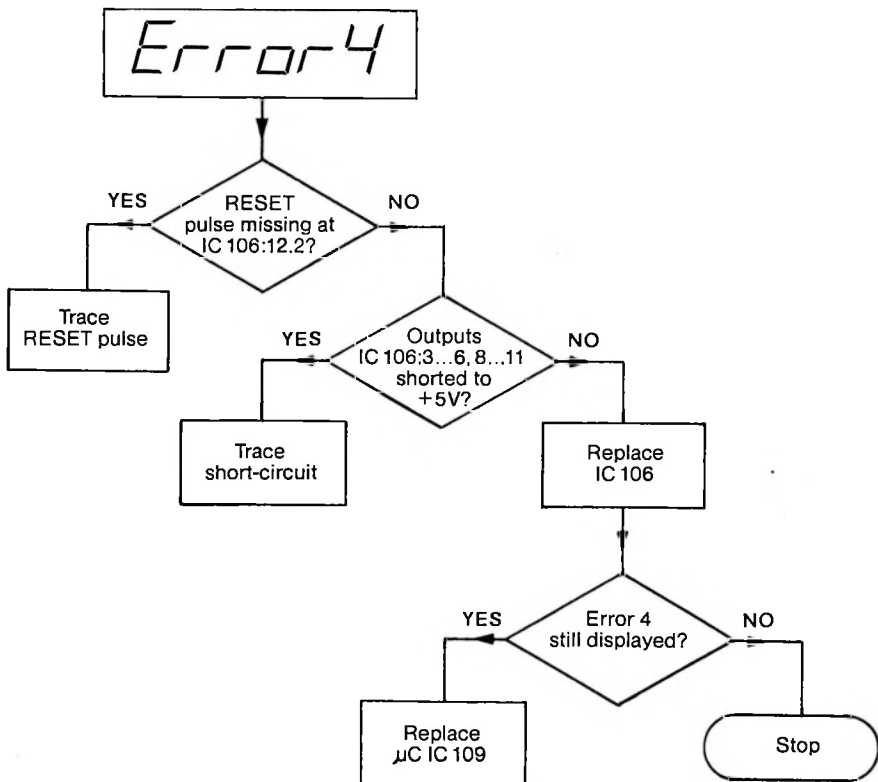 Error 4
YES
NO
RESET
pulse missing at
IC 106:12.2?
Trace
RESET pulse
YES
NO
Outputs
IC 106:3...6, 8...11
shorted to
+5V?
Trace
short-circuit
Replace
IC 106
YES
NO
Error 4
still displayed?
Replace
µC IC 109
Stop